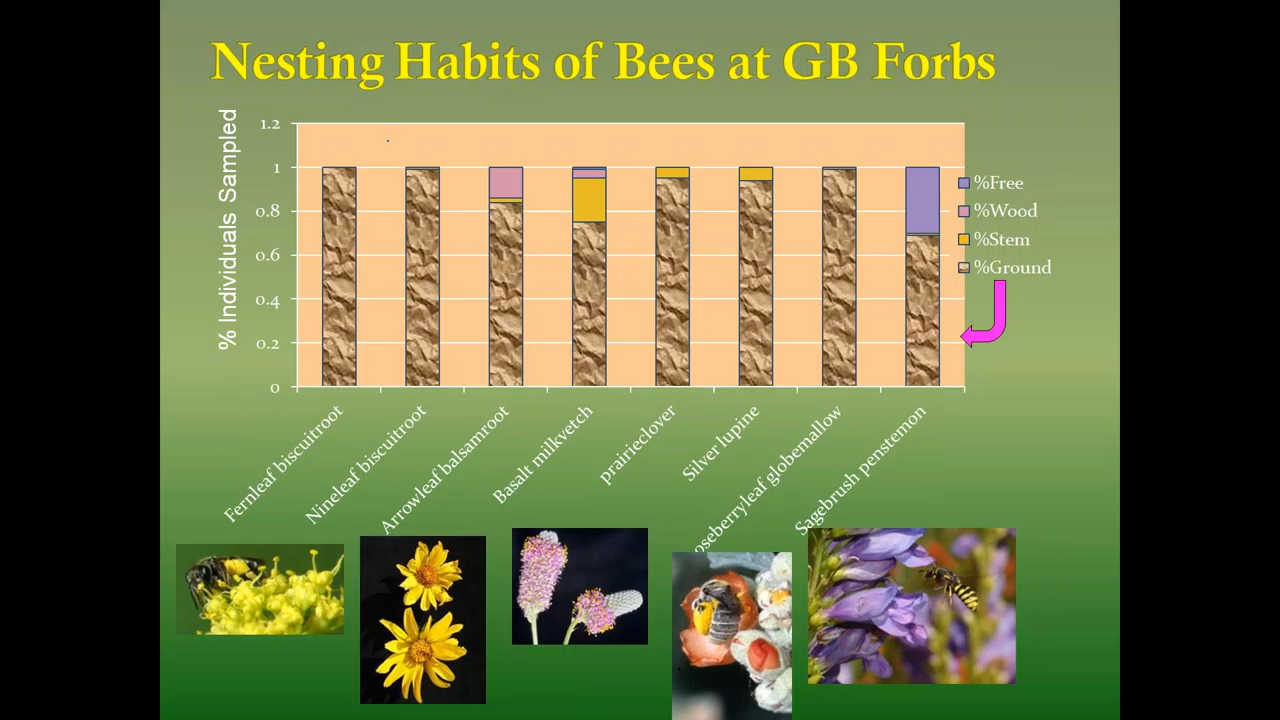 Nesting Habits of Bees at GB Forbs
% Individuals Sampled
1.2
1
0.8
0.6
0.4
0.2
0
%Free
%Wood
%Stem
%Ground
Fernleaf biscuitroot
Nineleaf biscuitroot
Arrowleaf balsamroot
Basalt milkvetch
prairieclover
Silver lupine
oseberryleaf globemallow
Sagebrush penstemon